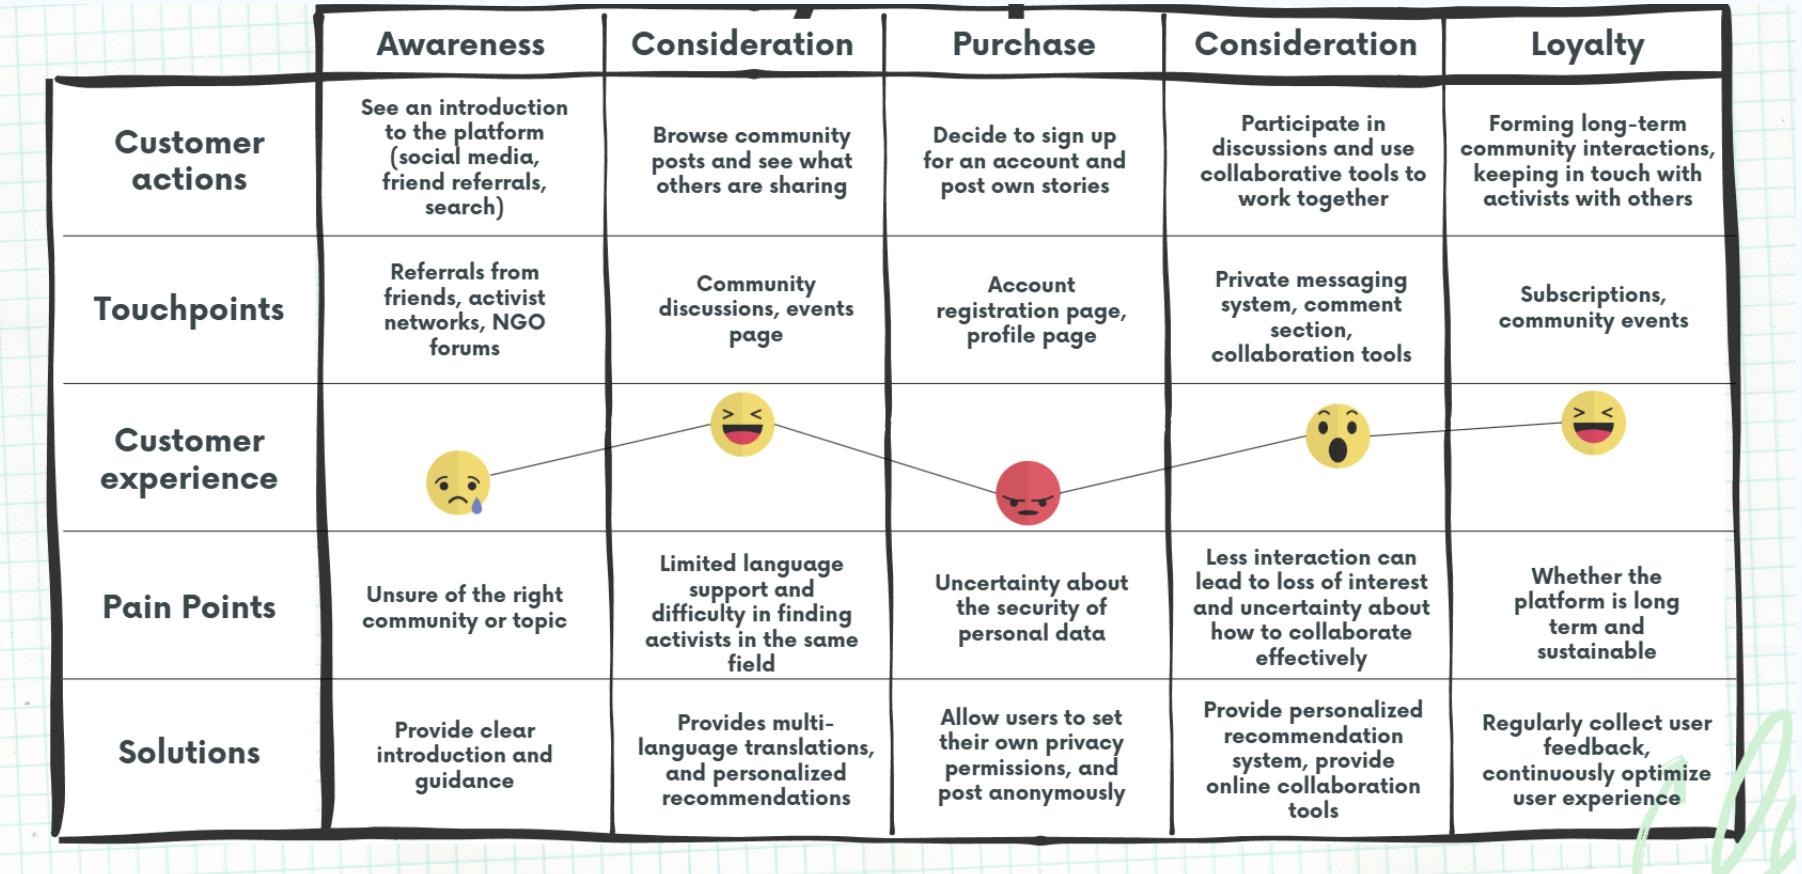 Awareness
Consideration
Purchase
Consideration
Loyalty
Customer
actions
See an introduction
to the platform
(social media,
friend referrals,
search)
Browse community
posts and see what
others are sharing
Decide to sign up
for an account and
post own stories
Participate in
discussions and use
collaborative tools to
work together
Forming long-term
community interactions,
keeping in touch with
activists with others
Touchpoints
Referrals from
friends, activist
networks, NGO
forums
Community
discussions, events
page
Account
registration page,
profile page
Private messaging
system, comment
section,
collaboration tools
Subscriptions,
community events
Customer
experience
Pain Points
Unsure of the right
community or topic
Limited language
support and
difficulty in finding
activists in the same
field
Uncertainty about
the security of
personal data
Less interaction can
lead to loss of interest
and uncertainty about
how to collaborate
effectively
Whether the
platform is long
term and
sustainable
Solutions
Provide clear
introduction and
guidance
Provides multi-
language translations,
and personalized
recommendations
Allow users to set
their own privacy
permissions, and
post anonymously
Provide personalized
recommendation
system, provide
online collaboration
tools
Regularly collect user
feedback,
continuously optimize
user experience